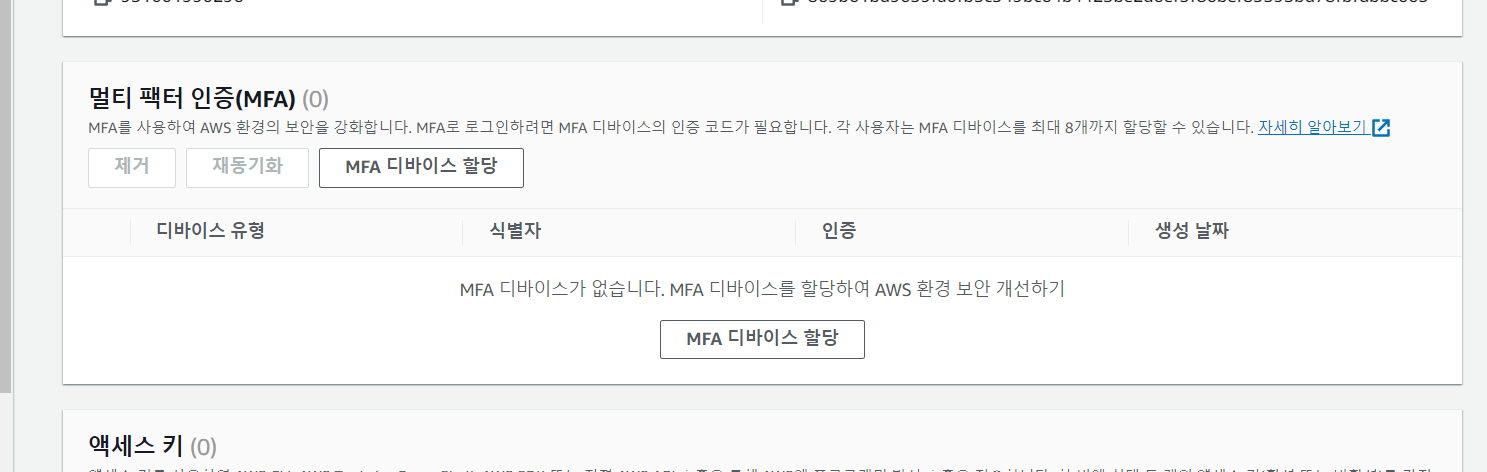 멀티 팩터 인증(MFA) (0)
MFA를 사용하여 AWS 환경의 보안을 강화합니다. MFA로 로그인하려면 MFA 디바이스의 인증 코드가 필요합니다. 각 사용자는 MFA 디바이스를 최대 8개까지 할당할 수 있습니다. 자세히 알아보기
제거 재동기화 MFA 디바이스 할당
디바이스 유형 식별자 인증 생성 날짜
MFA 디바이스가 없습니다. MFA 디바이스를 할당하여 AWS 환경 보안 개선하기
MFA 디바이스 할당
액세스 키 (0)